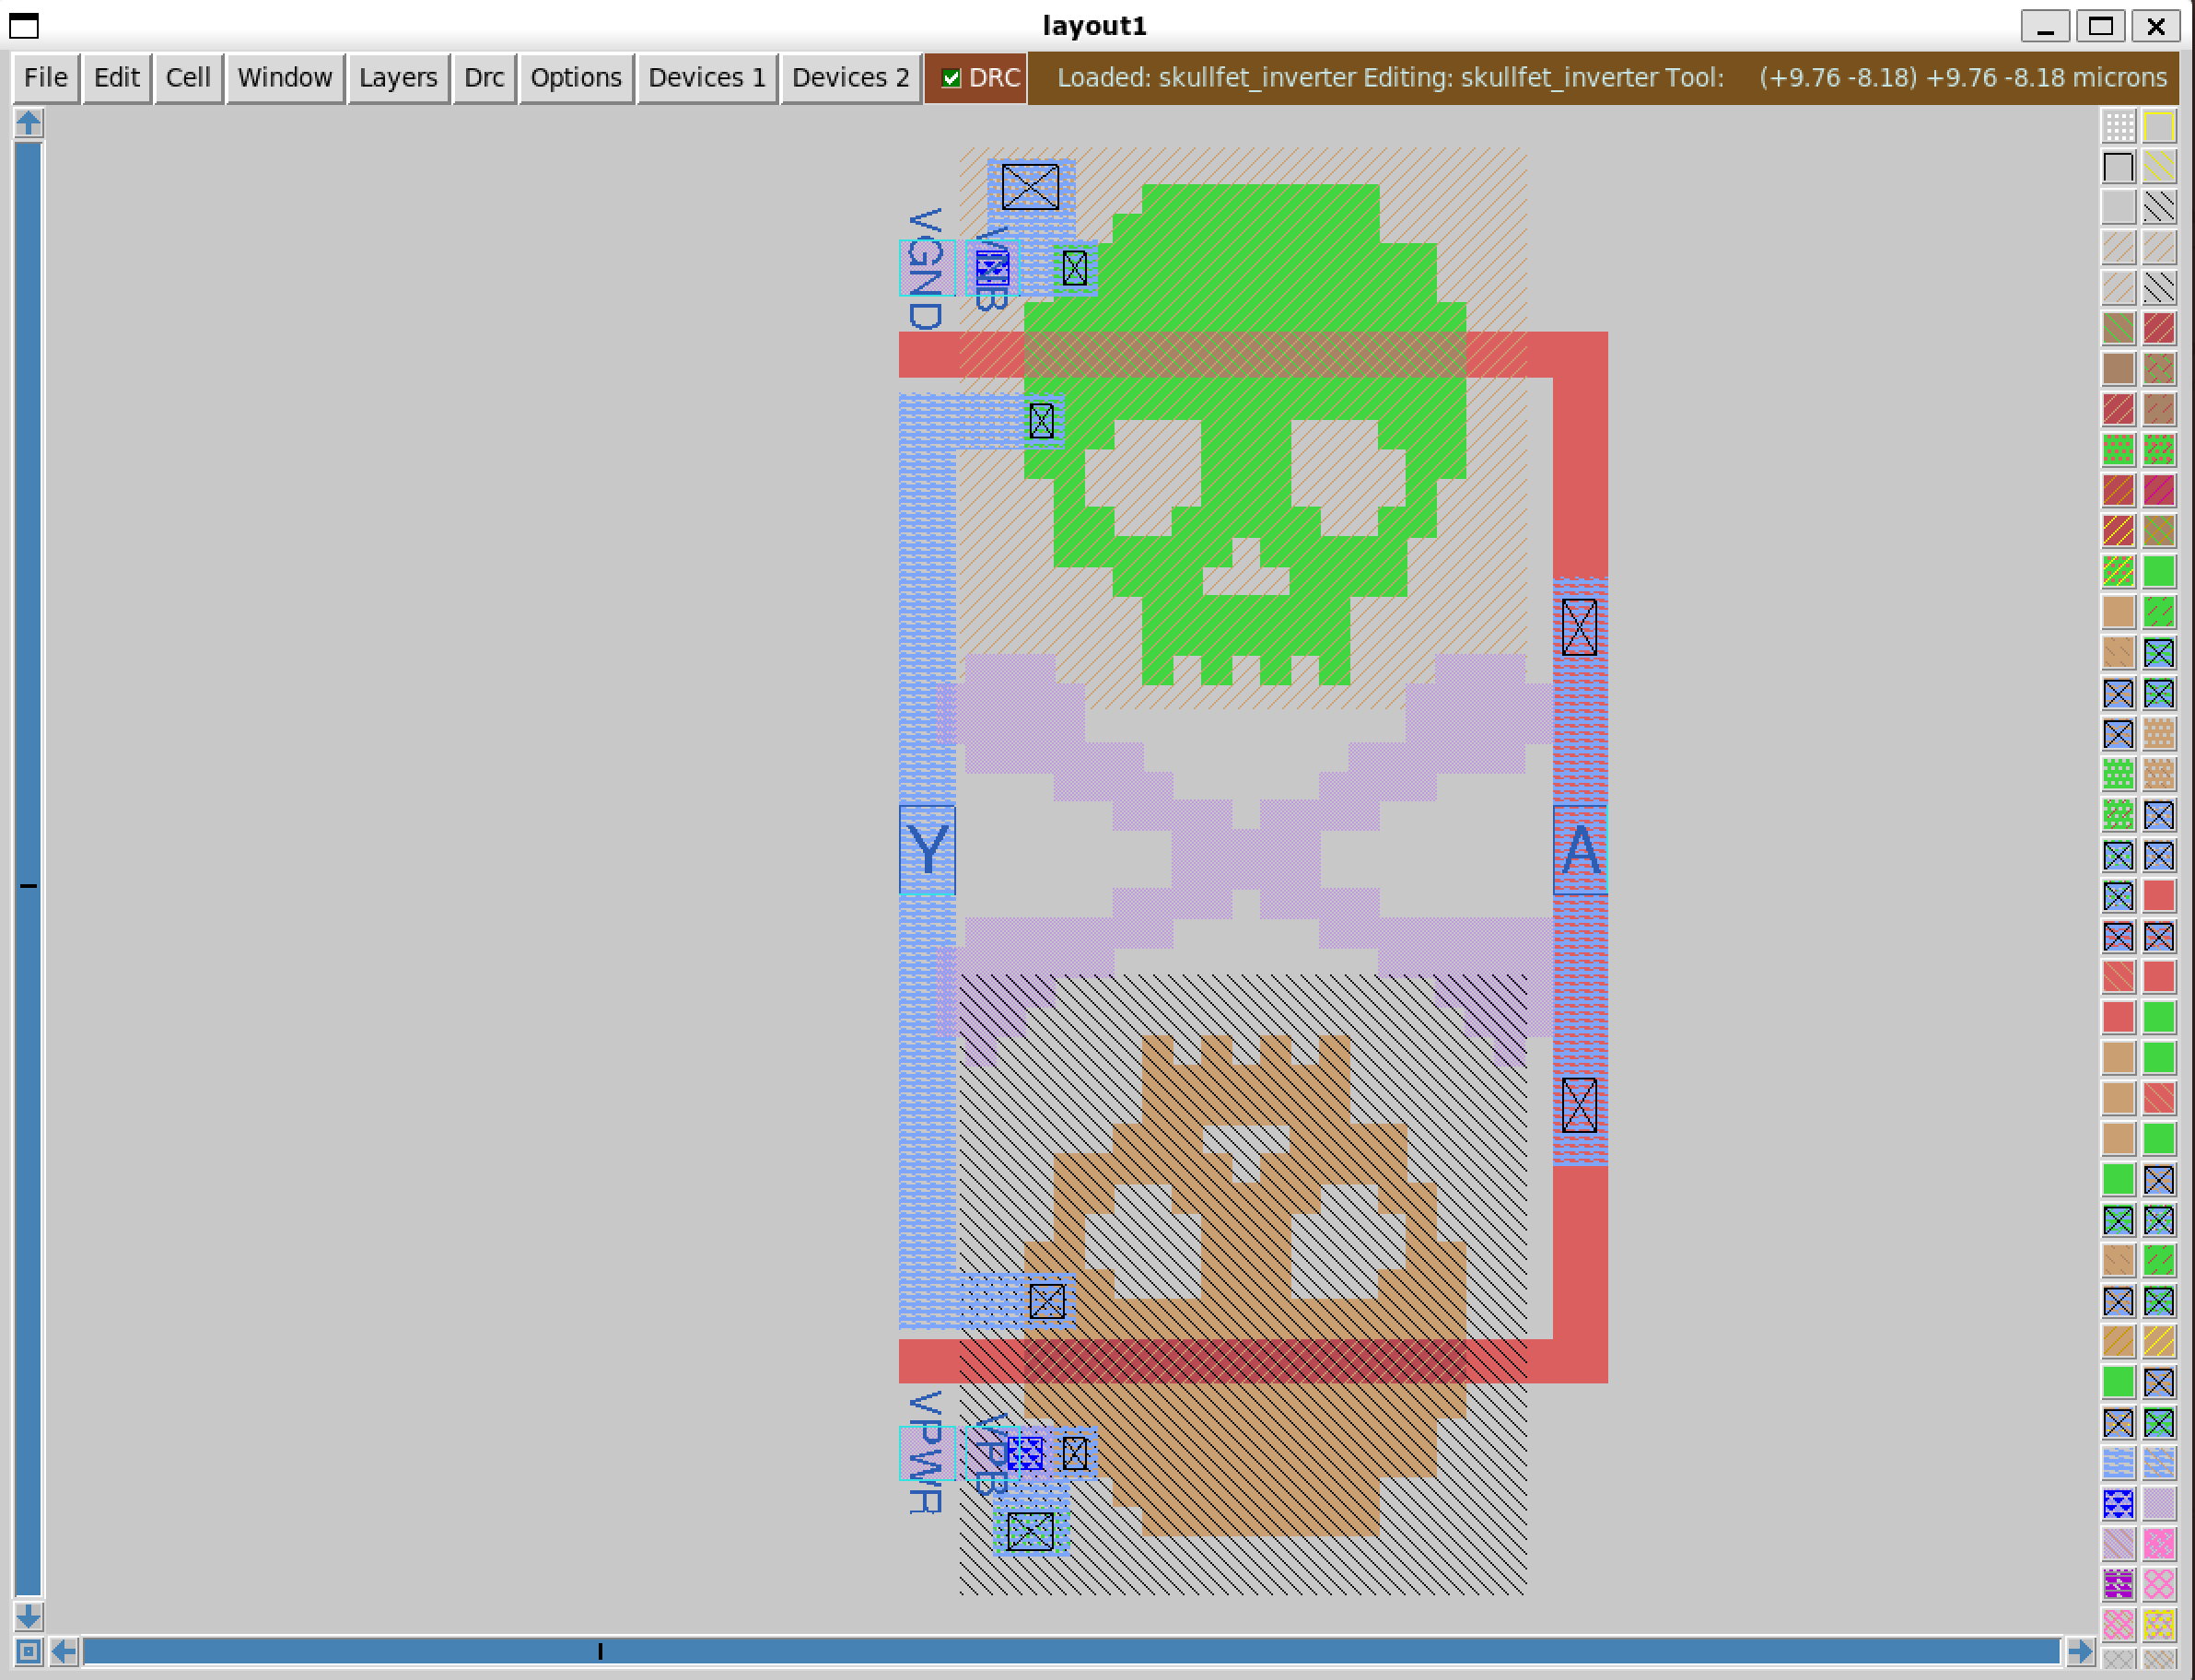 layout1
File Edit Cell Window Layers Drc Options Devices 1 Devices 2 DRC Loaded: skullfet_inverter Editing: skullfet_inverter Tool: (+9.76 -8.18) +9.76 -8.18 microns
VGND
VNB
Y
A
VPWR
VPB